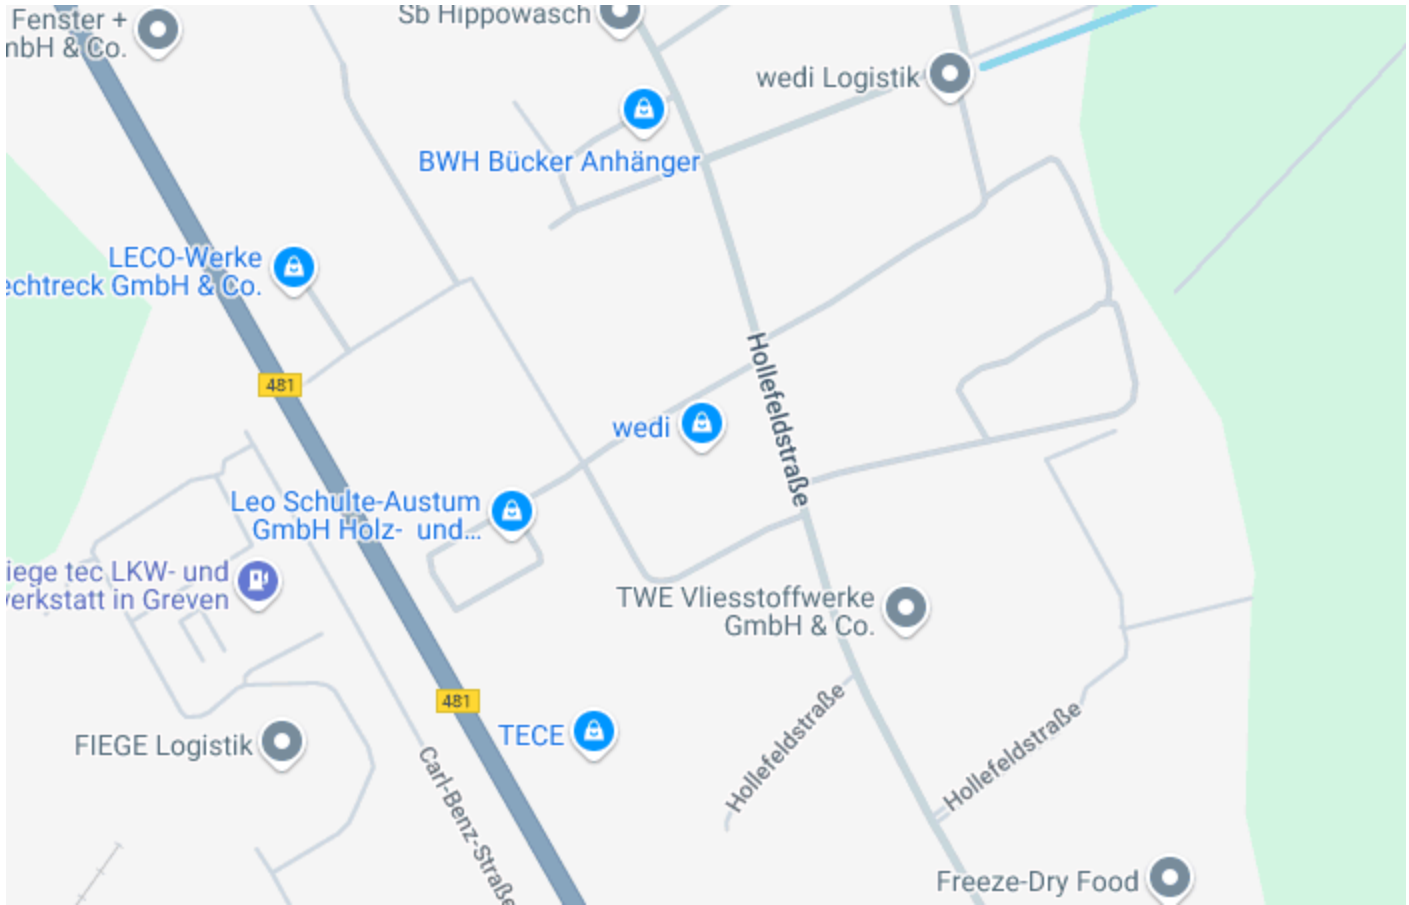 Fenster +
mbH & Co.
Sb Hippowasch
wedi Logistik
BWH Bücker Anhänger
LECO-Werke
echtreck GmbH & Co.
481
Hollefeldstraße
wedi
Leo Schulte-Austum
GmbH Holz- und...
iege tec LKW- und
verkstatt in Greven
TWE Vliesstoffwerke
GmbH & Co.
481
TECE
Hollefeldstraße
Hollefeldstraße
FIEGE Logistik
Carl-Benz-Straße
Freeze-Dry Food